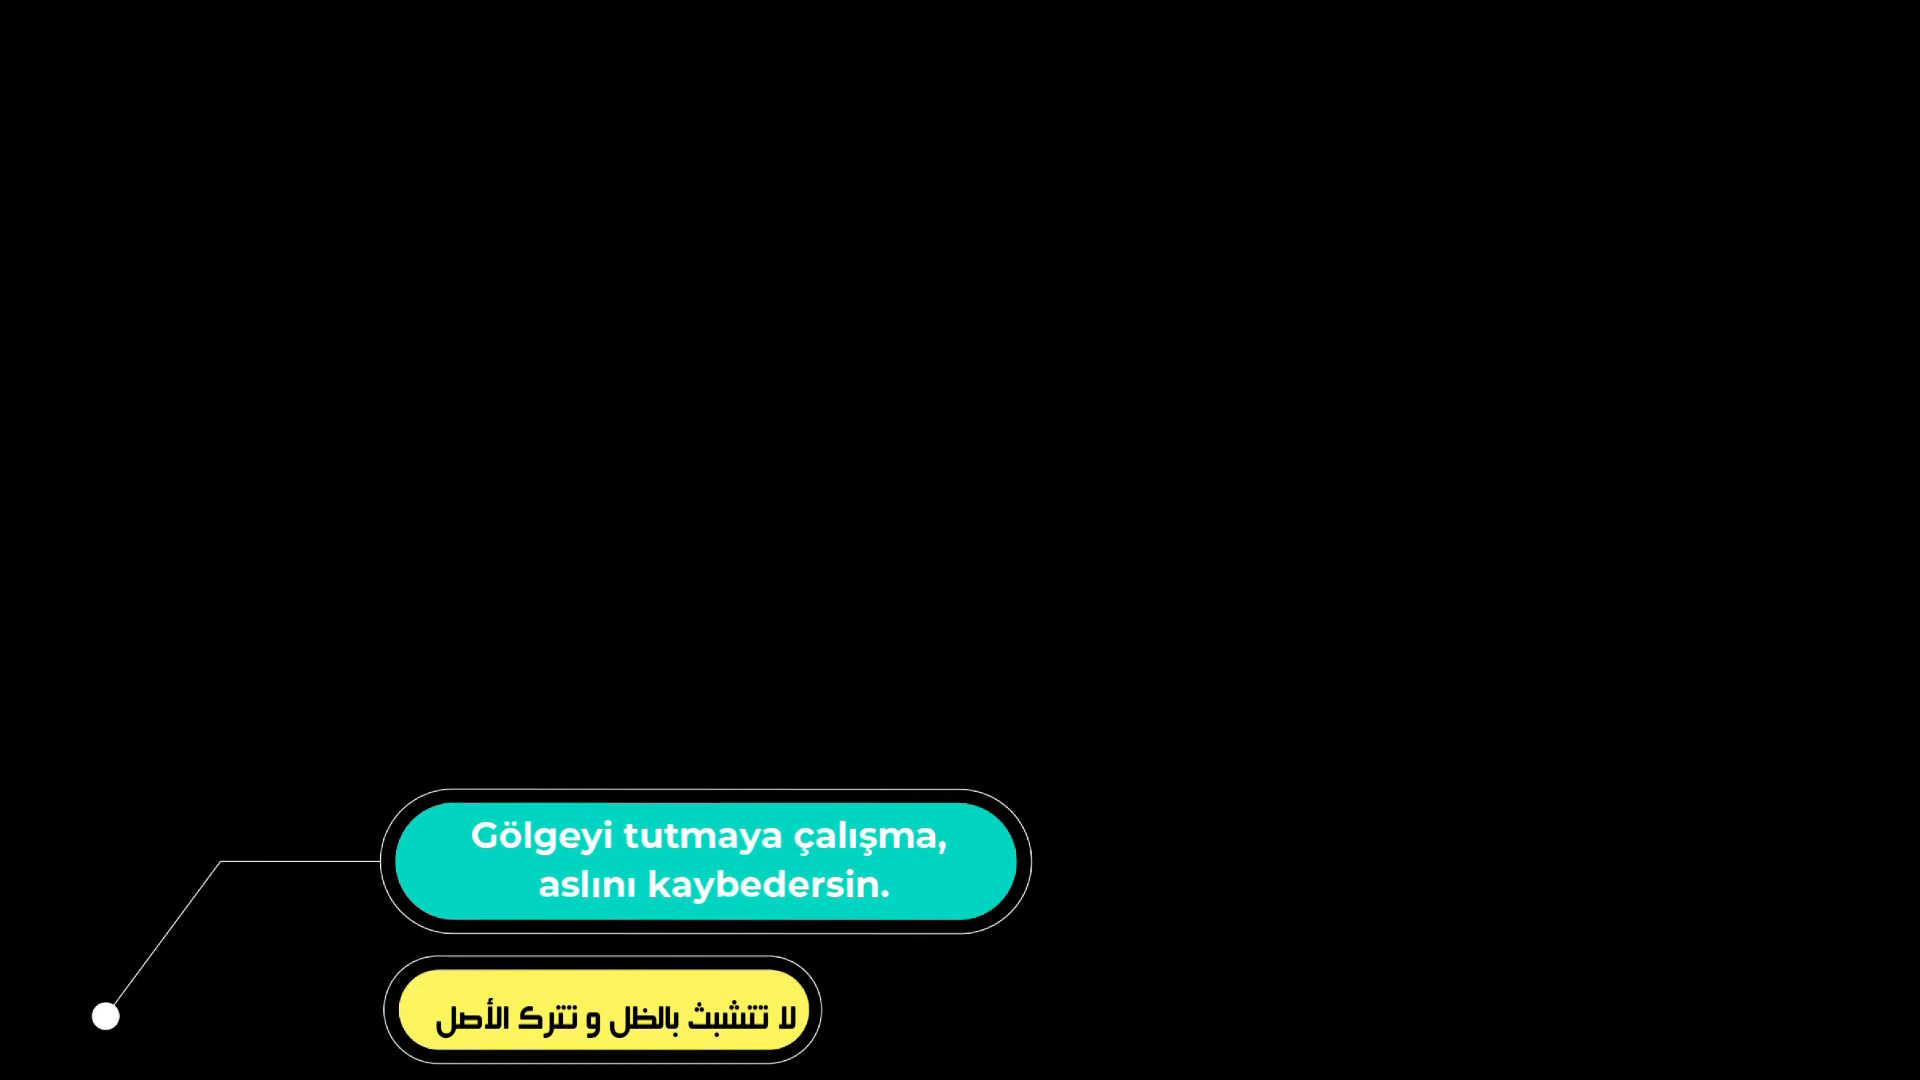 Gölgeyi tutmaya çalışma,
aslını kaybedersin.
لا تتشبث بالظل و تترك الأصل